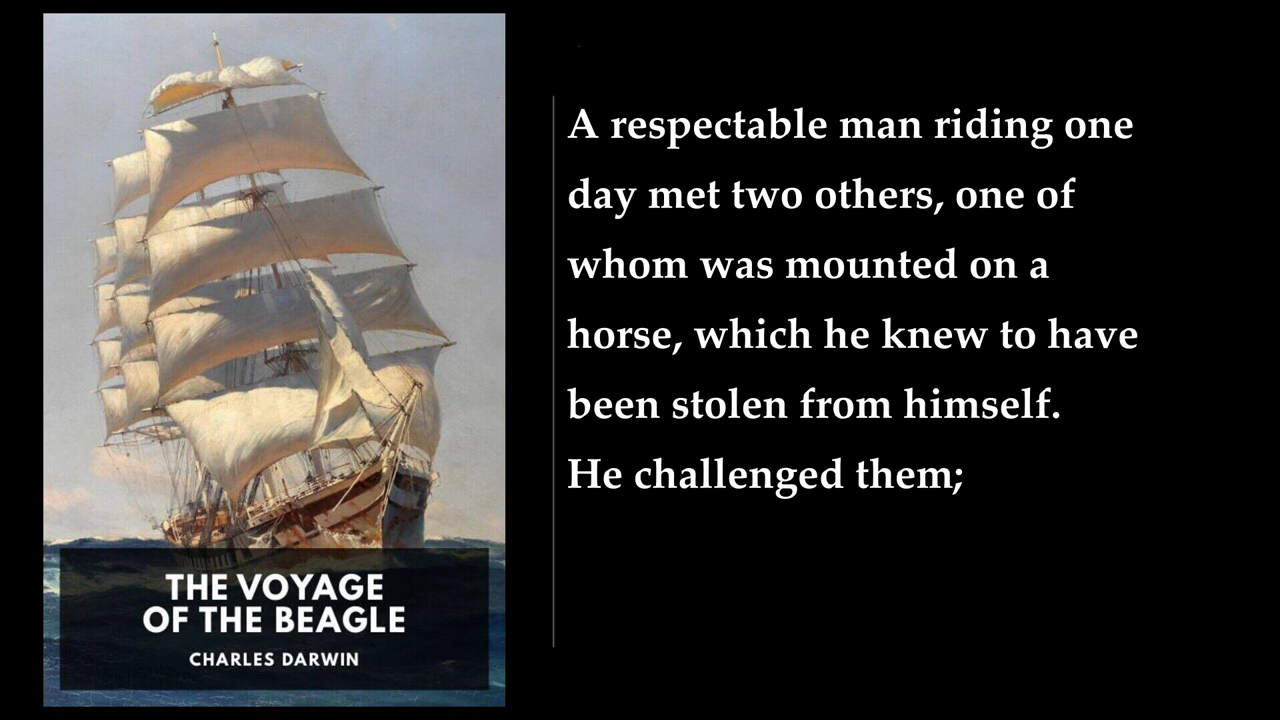 THE VOYAGE
OF THE BEAGLE
CHARLES DARWIN
A respectable man riding one
day met two others, one of
whom was mounted on a
horse, which he knew to have
been stolen from himself.
He challenged them;